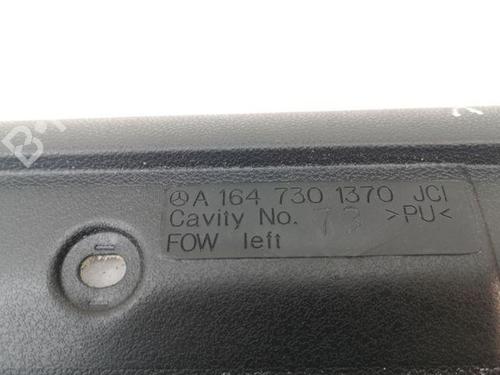 A 164 730 1370 JCI
Cavity No. 73 >PU<
FOW left